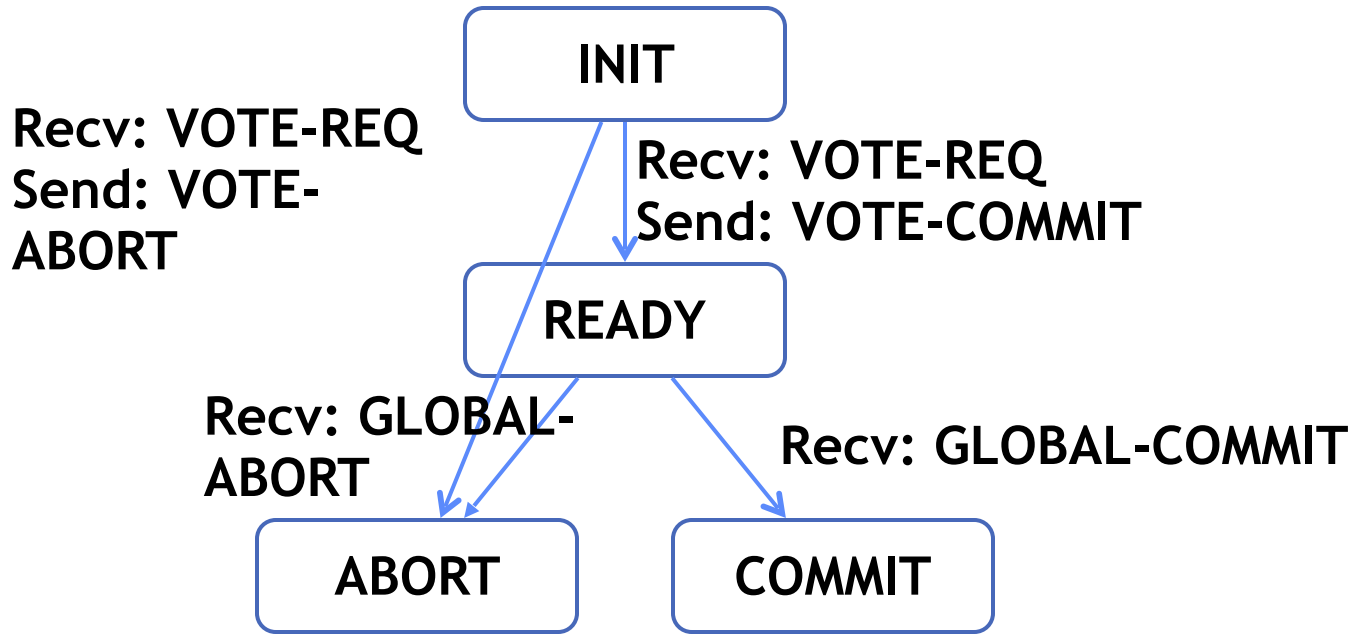 INIT
Recv: VOTE-REQ
Send: VOTE-
ABORT
Recv: VOTE-REQ
Send: VOTE-COMMIT
READY
Recv: GLOBAL-
ABORT
Recv: GLOBAL-COMMIT
ABORT
COMMIT